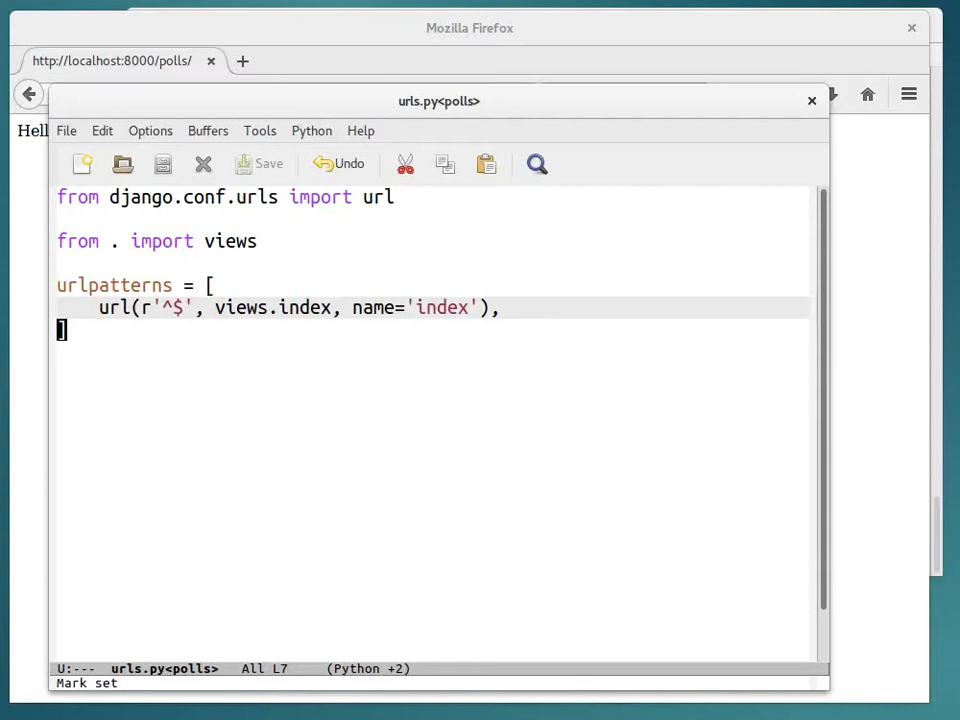 Mozilla Firefox
http://localhost:8000/polls/
urls.py<polls>
Hell
File Edit Options Buffers Tools Python Help
Save Undo
from django.conf.urls import url
from . import views
urlpatterns = [
    url(r'^$', views.index, name='index'),
]
U:--- urls.py<polls> All L7 (Python +2)
Mark set